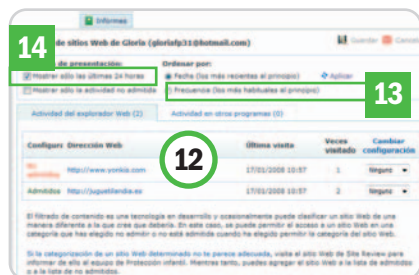 Informes
14
de sitios Web de Gloria (gloriafp31@hotmail.com)
Guardar Cancel
de presentación:
Ordenar por:
Mostrar sólo las últimas 24 horas
Fecha (los más recientes al principio)
Aplicar
Mostrar sólo la actividad no admitida
Frecuencia (los más habituales al principio)
13
Actividad del explorador Web (2)
Actividad en otros programas (0)
12
Configurac
Dirección Web
Última visita
Veces visitado
Cambiar configuración
No admitidos
http://www.yonkis.com
17/01/2008 10:57
1
Ninguno
Admitidos
http://juguetilandia.es
17/01/2008 10:57
2
Ninguno
El filtrado de contenido es una tecnología en desarrollo y ocasionalmente puede clasificar un sitio Web de una
manera diferente a la que cree que debería. En este caso, se puede permitir el acceso a un sitio Web en una
categoría que has elegido no admitir o no está admitida cuando ha elegido permitir la categoría del sitio Web.
Si la categorización de un sitio Web determinado no te parece adecuada, visita el sitio Web de Site Review para
informar de ello al equipo de Protección infantil. Mientras tanto, puedes agregar el sitio Web a la lista de admitidos
o a la lista de no admitidos.